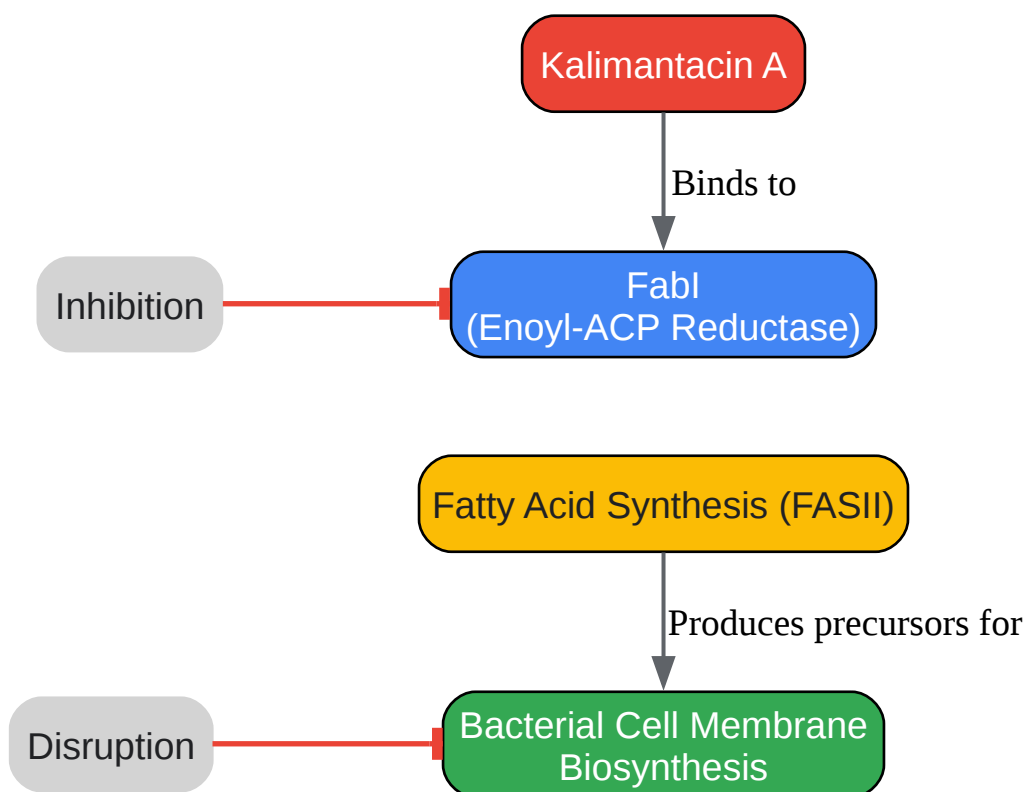 Kalimantacin A
Binds to
FabI
(Enoyl-ACP Reductase)
Inhibition
Fatty Acid Synthesis (FASII)
Produces precursors for
Bacterial Cell Membrane
Biosynthesis
Disruption